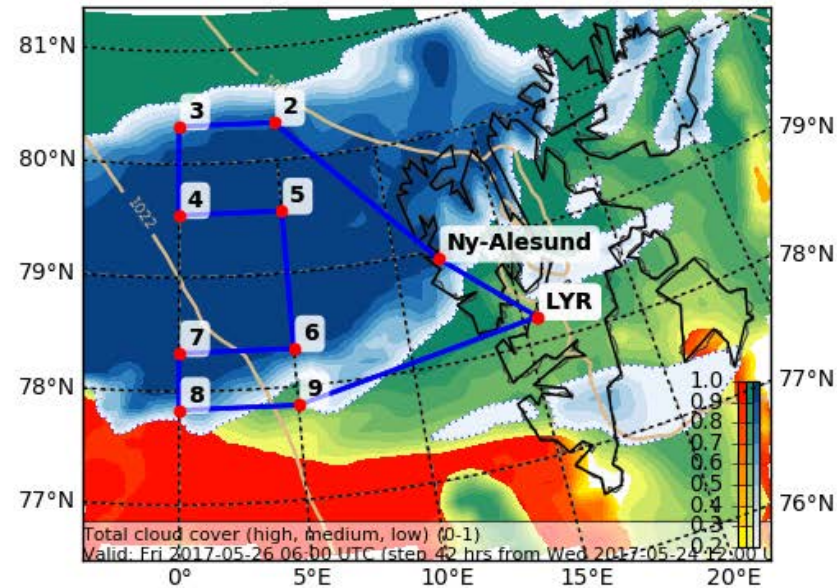 81°N
80°N
79°N
78°N
77°N
79°N
78°N
77°N
76°N
3
2
4
5
Ny-Alesund
LYR
7
6
8
9
1022
1.0
0.9
0.8
0.7
0.6
0.5
0.4
0.3
0.2
Total cloud cover (high, medium, low) (0-1)
Valid: Fri 2017-05-26 06:00 UTC (step 42 hrs from Wed 2017-05-24 12:00 U
0°
5°E
10°E
15°E
20°E